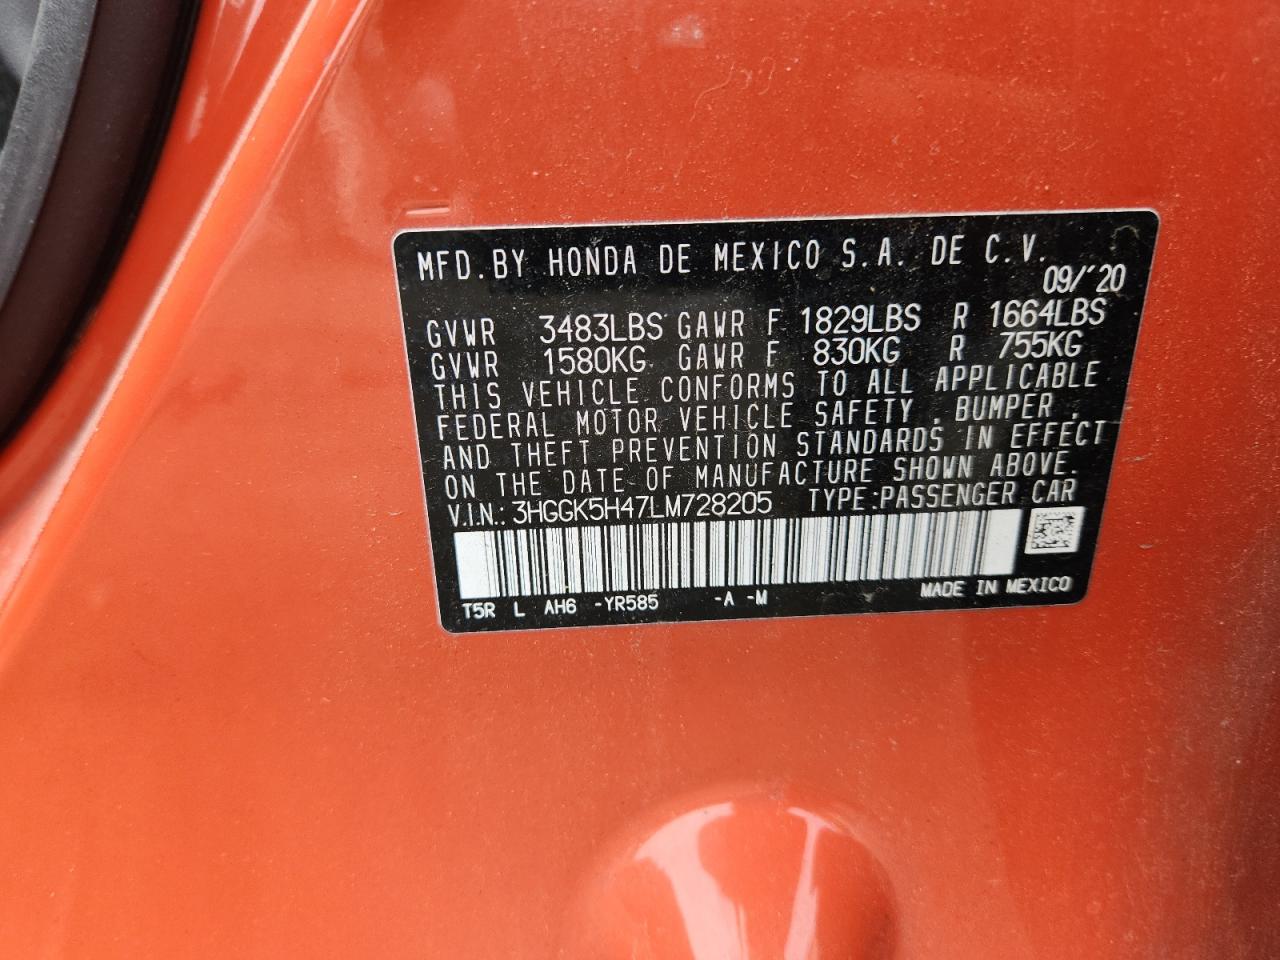 MFD. BY HONDA DE MEXICO S.A. DE C.V.
09/'20
GVWR 3483LBS GAWR F 1829LBS R 1664LBS
GVWR 1580KG GAWR F 830KG R 755KG
THIS VEHICLE CONFORMS TO ALL APPLICABLE
FEDERAL MOTOR VEHICLE SAFETY, BUMPER,
AND THEFT PREVENTION STANDARDS IN EFFECT
ON THE DATE OF MANUFACTURE SHOWN ABOVE.
V.I.N.: 3HGGK5H47LM728205 TYPE:PASSENGER CAR
T5R L AH6 -YR585 -A -M MADE IN MEXICO